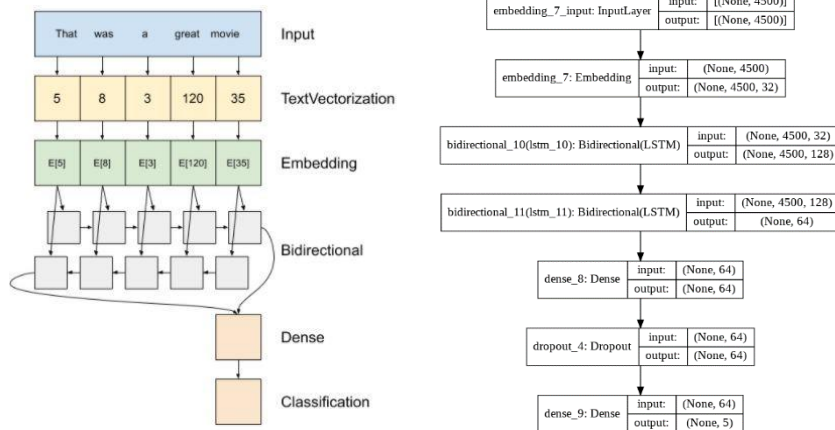 That was a great movie
Input
5 8 3 120 35
TextVectorization
E[5] E[8] E[3] E[120] E[35]
Embedding
Bidirectional
Dense
Classification
embedding_7_input: InputLayer
input: [(None, 4500)]
output: [(None, 4500)]
embedding_7: Embedding
input: (None, 4500)
output: (None, 4500, 32)
bidirectional_10(lstm_10): Bidirectional(LSTM)
input: (None, 4500, 32)
output: (None, 4500, 128)
bidirectional_11(lstm_11): Bidirectional(LSTM)
input: (None, 4500, 128)
output: (None, 64)
dense_8: Dense
input: (None, 64)
output: (None, 64)
dropout_4: Dropout
input: (None, 64)
output: (None, 64)
dense_9: Dense
input: (None, 64)
output: (None, 5)